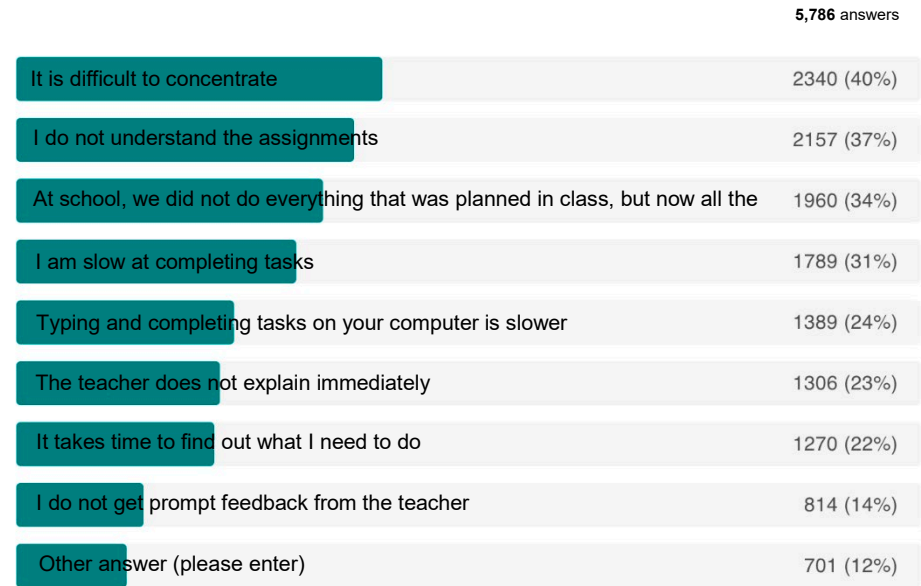 5,786 answers
It is difficult to concentrate 2340 (40%)
I do not understand the assignments 2157 (37%)
At school, we did not do everything that was planned in class, but now all the 1960 (34%)
I am slow at completing tasks 1789 (31%)
Typing and completing tasks on your computer is slower 1389 (24%)
The teacher does not explain immediately 1306 (23%)
It takes time to find out what I need to do 1270 (22%)
I do not get prompt feedback from the teacher 814 (14%)
Other answer (please enter) 701 (12%)